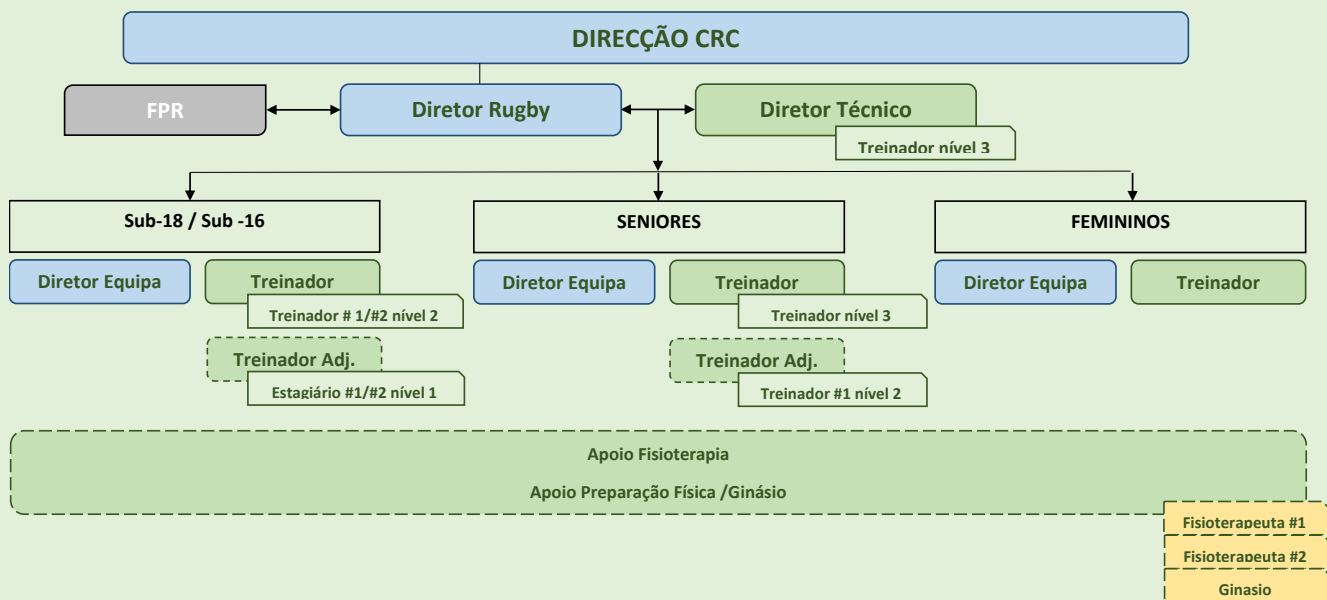 DIRECÇÃO CRC
FPR
Diretor Rugby
Diretor Técnico
Treinador nível 3
Sub-18 / Sub -16
SENIORES
FEMININOS
Diretor Equipa
Treinador
Diretor Equipa
Treinador
Diretor Equipa
Treinador
Treinador # 1/#2 nível 2
Treinador nível 3
Treinador Adj.
Treinador Adj.
Estagiário #1/#2 nível 1
Treinador #1 nível 2
Apoio Fisioterapia
Apoio Preparação Física /Ginásio
Fisioterapeuta #1
Fisioterapeuta #2
Ginasio